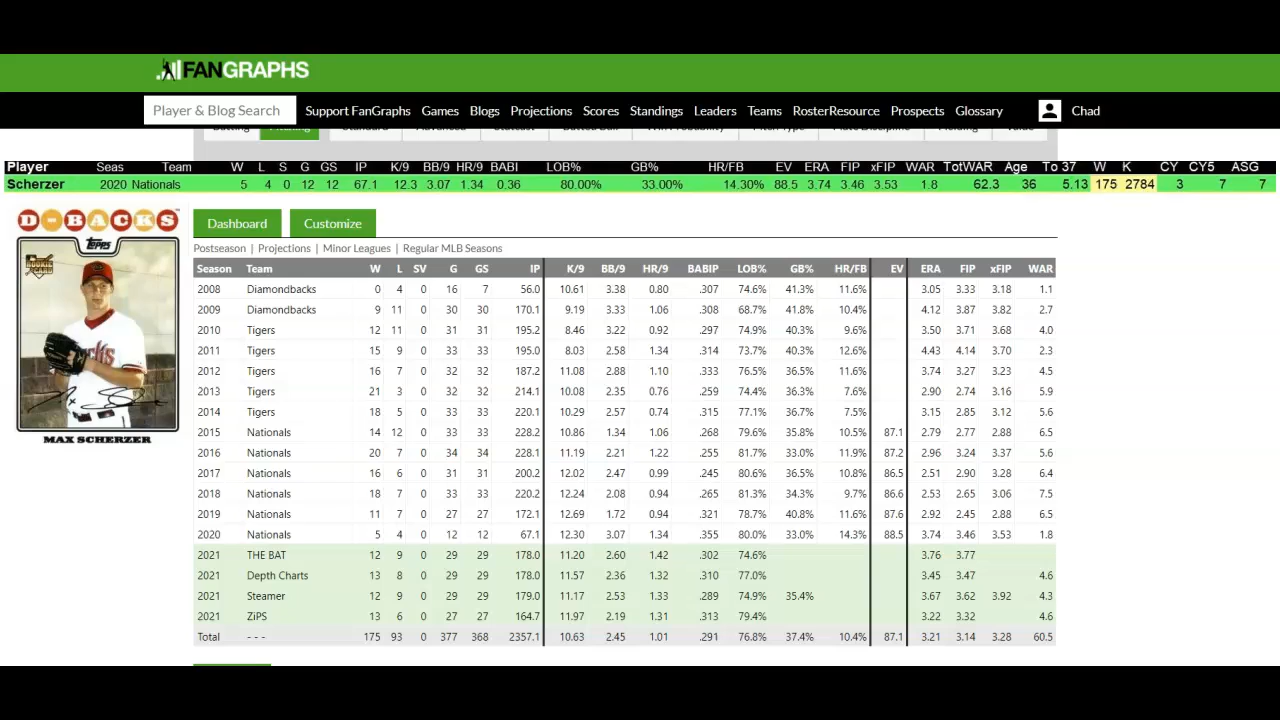 FANGRAPHS
Player & Blog Search Support FanGraphs Games Blogs Projections Scores Standings Leaders Teams RosterResource Prospects Glossary Chad
Player Seas Team W L S G GS IP K/9 BB/9 HR/9 BABI LOB% GB% HR/FB EV ERA FIP xFIP WAR TotWAR Age To 37 W K CY CY5 ASG
Scherzer 2020 Nationals 5 4 0 12 12 67.1 12.3 3.07 1.34 0.36 80.00% 33.00% 14.30% 88.5 3.74 3.46 3.53 1.8 62.3 36 5.13 175 2784 3 7 7
D-BACKS
Topps
ROOKIE CARD
MAX SCHERZER
Dashboard Customize
Postseason | Projections | Minor Leagues | Regular MLB Seasons
Season Team W L SV G GS IP K/9 BB/9 HR/9 BABIP LOB% GB% HR/FB EV ERA FIP xFIP WAR
2008 Diamondbacks 0 4 0 16 7 56.0 10.61 3.38 0.80 .307 74.6% 41.3% 11.6% 3.05 3.33 3.18 1.1
2009 Diamondbacks 9 11 0 30 30 170.1 9.19 3.33 1.06 .308 68.7% 41.8% 10.4% 4.12 3.87 3.82 2.7
2010 Tigers 12 11 0 31 31 195.2 8.46 3.22 0.92 .297 74.9% 40.3% 9.6% 3.50 3.71 3.68 4.0
2011 Tigers 15 9 0 33 33 195.0 8.03 2.58 1.34 .314 73.7% 40.3% 12.6% 4.43 4.14 3.70 2.3
2012 Tigers 16 7 0 32 32 187.2 11.08 2.88 1.10 .333 76.5% 36.5% 11.6% 3.74 3.27 3.23 4.5
2013 Tigers 21 3 0 32 32 214.1 10.08 2.35 0.76 .259 74.4% 36.3% 7.6% 2.90 2.74 3.16 5.9
2014 Tigers 18 5 0 33 33 220.1 10.29 2.57 0.74 .315 77.1% 36.7% 7.5% 3.15 2.85 3.12 5.6
2015 Nationals 14 12 0 33 33 228.2 10.86 1.34 1.06 .268 79.6% 35.8% 10.5% 87.1 2.79 2.77 2.88 6.5
2016 Nationals 20 7 0 34 34 228.1 11.19 2.21 1.22 .255 81.7% 33.0% 11.9% 87.2 2.96 3.24 3.37 5.6
2017 Nationals 16 6 0 31 31 200.2 12.02 2.47 0.99 .245 80.6% 36.5% 10.8% 86.5 2.51 2.90 3.28 6.4
2018 Nationals 18 7 0 33 33 220.2 12.24 2.08 0.94 .265 81.3% 34.3% 9.7% 86.6 2.53 2.65 3.06 7.5
2019 Nationals 11 7 0 27 27 172.1 12.69 1.72 0.94 .321 78.7% 40.8% 11.6% 87.6 2.92 2.45 2.88 6.5
2020 Nationals 5 4 0 12 12 67.1 12.30 3.07 1.34 .355 80.0% 33.0% 14.3% 88.5 3.74 3.46 3.53 1.8
2021 THE BAT 12 9 0 29 29 178.0 11.20 2.60 1.42 .302 74.6% 3.76 3.77
2021 Depth Charts 13 8 0 29 29 178.0 11.57 2.36 1.32 .310 77.0% 3.45 3.47 4.6
2021 Steamer 12 9 0 29 29 179.0 11.17 2.53 1.33 .289 74.9% 35.4% 3.67 3.62 3.92 4.3
2021 ZiPS 13 6 0 27 27 164.7 11.97 2.19 1.31 .313 79.4% 3.22 3.32 4.6
Total - - - 175 93 0 377 368 2357.1 10.63 2.45 1.01 .291 76.8% 37.4% 10.4% 87.1 3.21 3.14 3.28 60.5